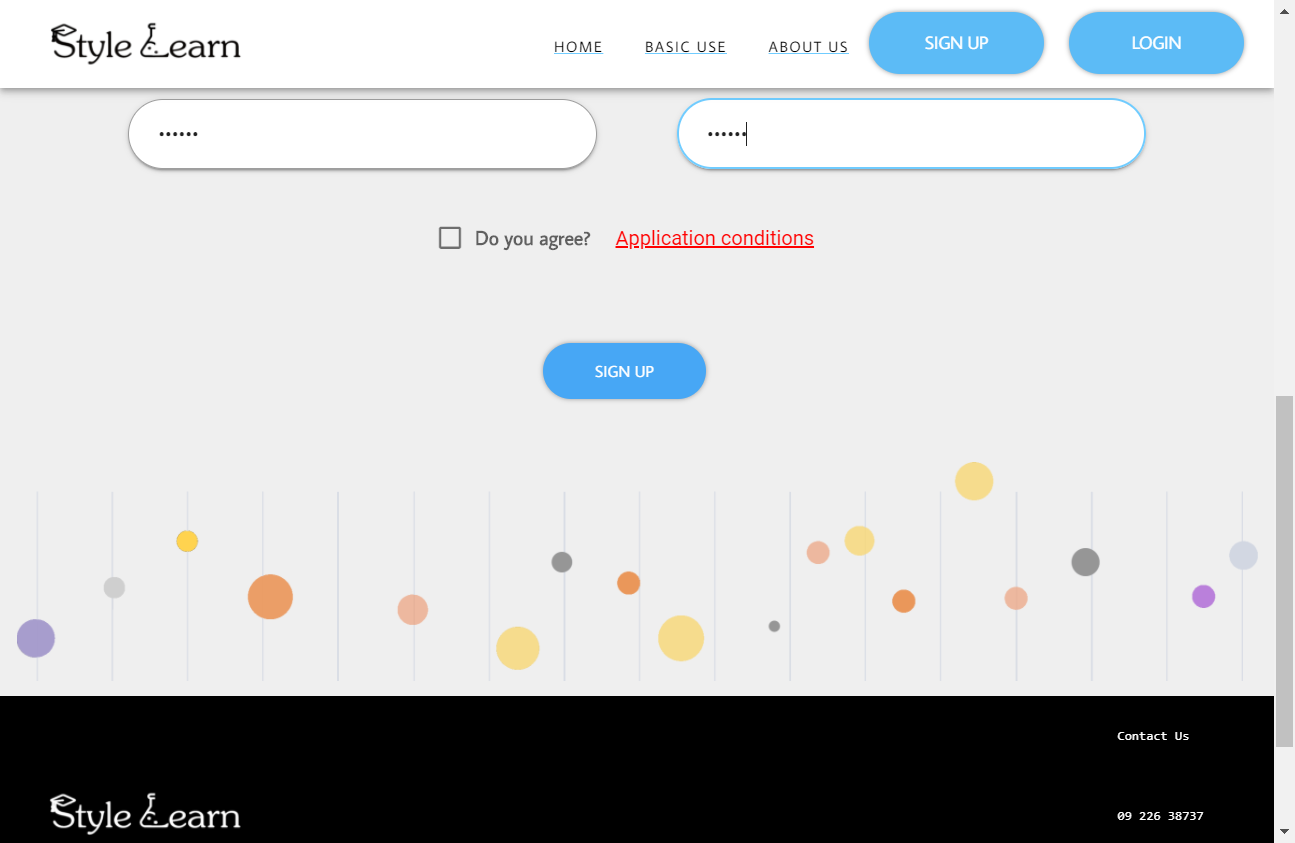 Style Learn
HOME
BASIC USE
ABOUT US
SIGN UP
LOGIN
••••••
••••••
Do you agree?
Application conditions
SIGN UP
Contact Us
Style Learn
09 226 38737